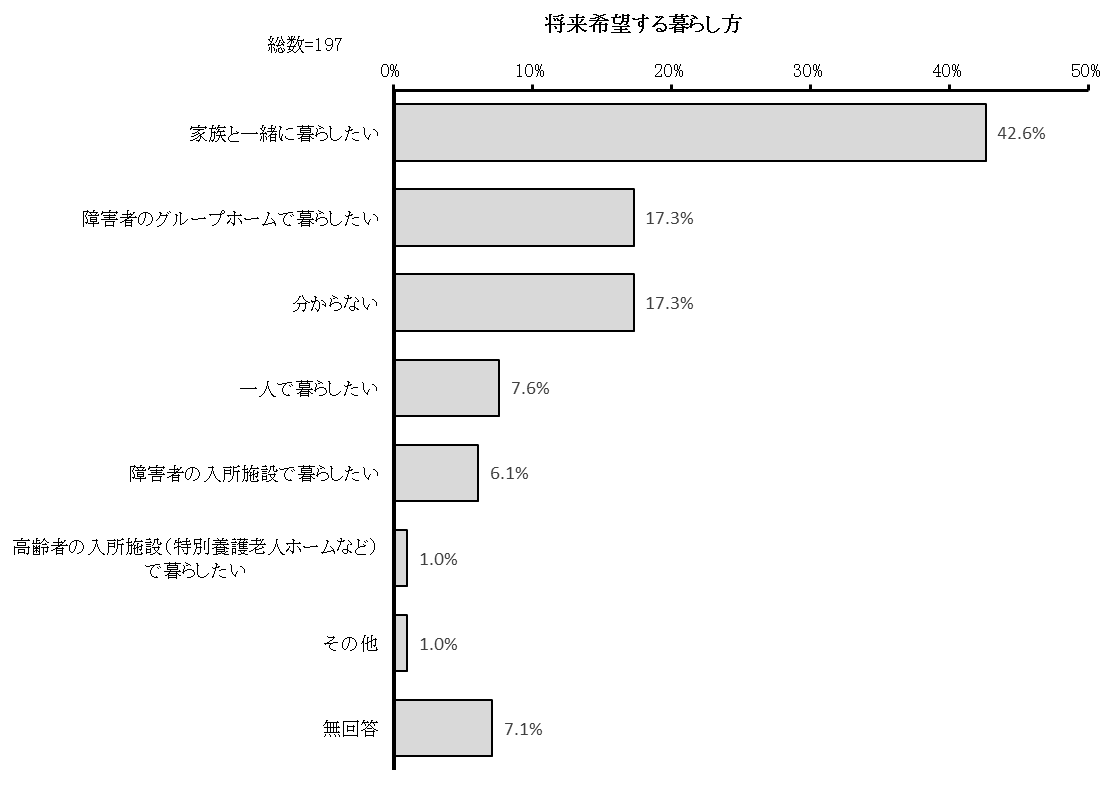 将来希望する暮らし方
総数=197
0% 10% 20% 30% 40% 50%
家族と一緒に暮らしたい 42.6%
障害者のグループホームで暮らしたい 17.3%
分からない 17.3%
一人で暮らしたい 7.6%
障害者の入所施設で暮らしたい 6.1%
高齢者の入所施設（特別養護老人ホームなど）
で暮らしたい 1.0%
その他 1.0%
無回答 7.1%